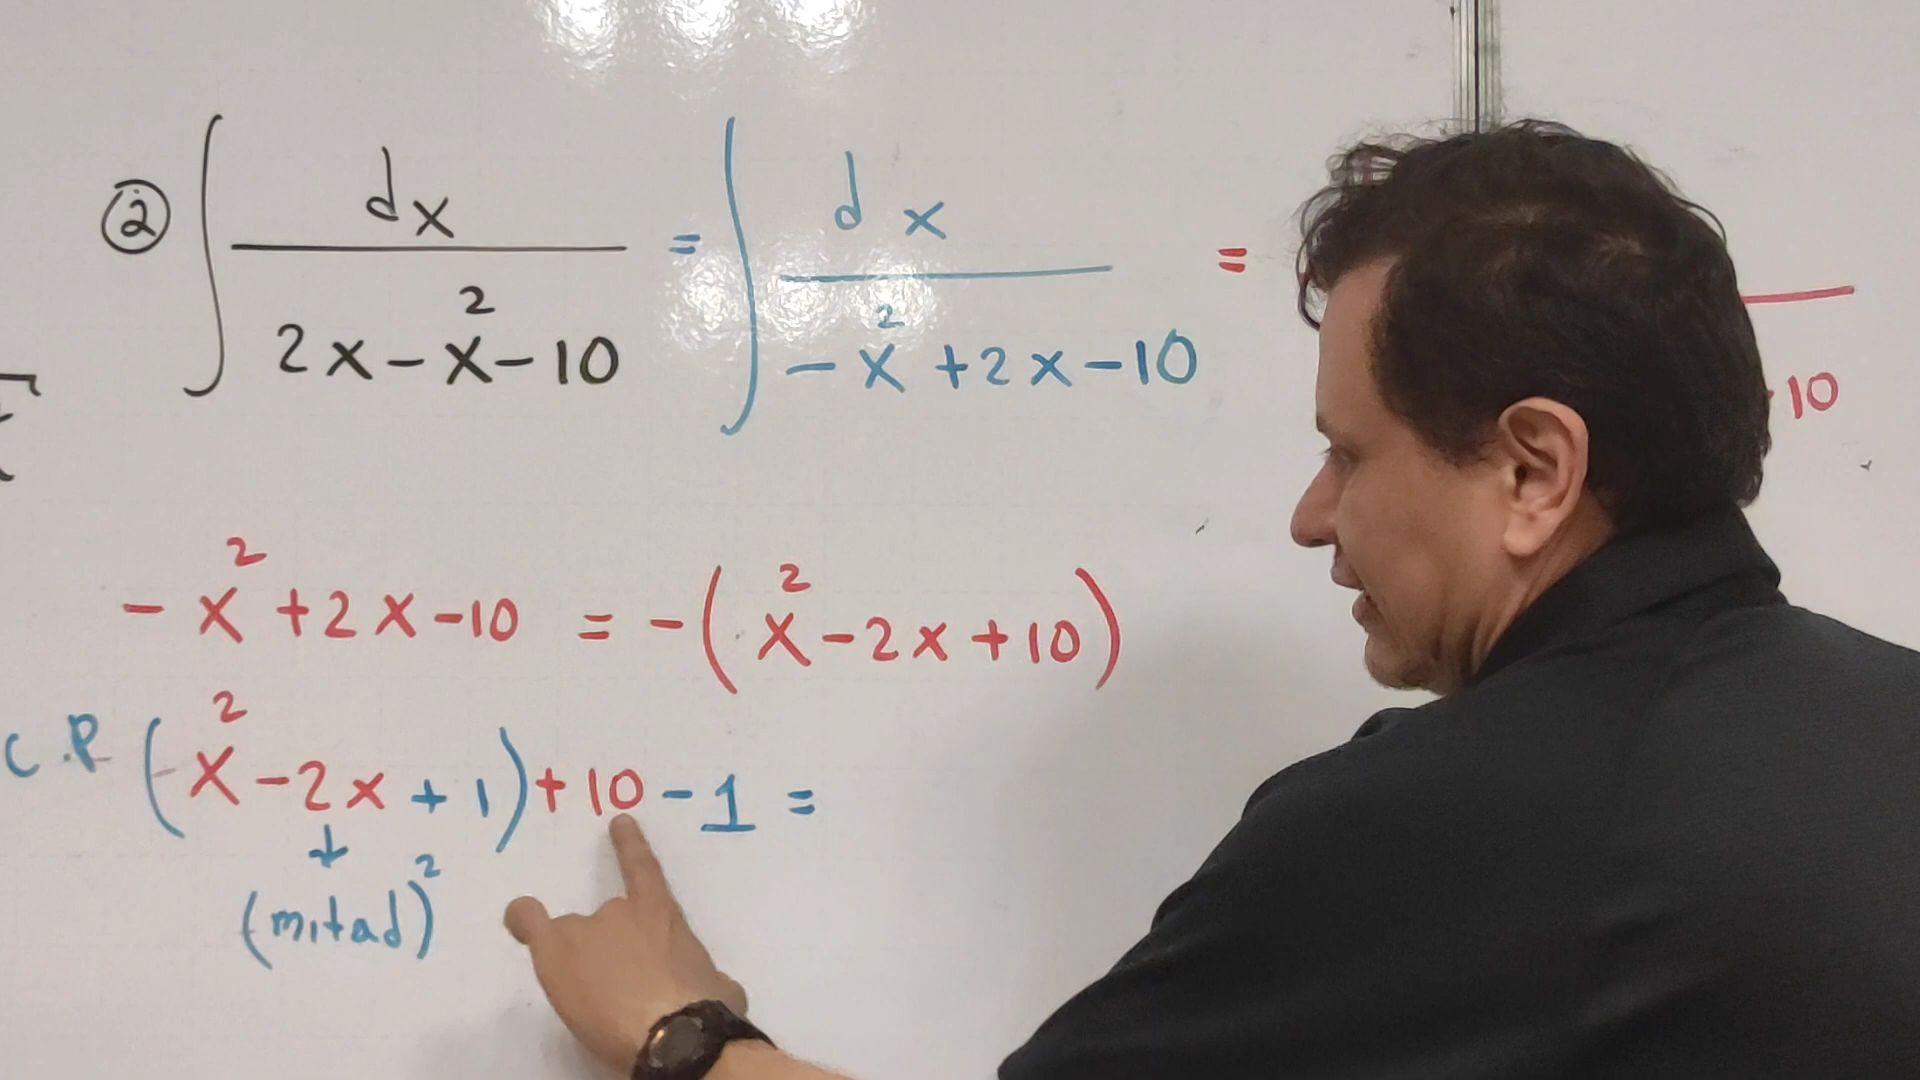 ② ∫ dx / (2x - x² - 10) = ∫ dx / (-x² + 2x - 10) =
10
-x² + 2x - 10 = -(x² - 2x + 10)
C.P (x² - 2x + 1) + 10 - 1 =
(mitad)²